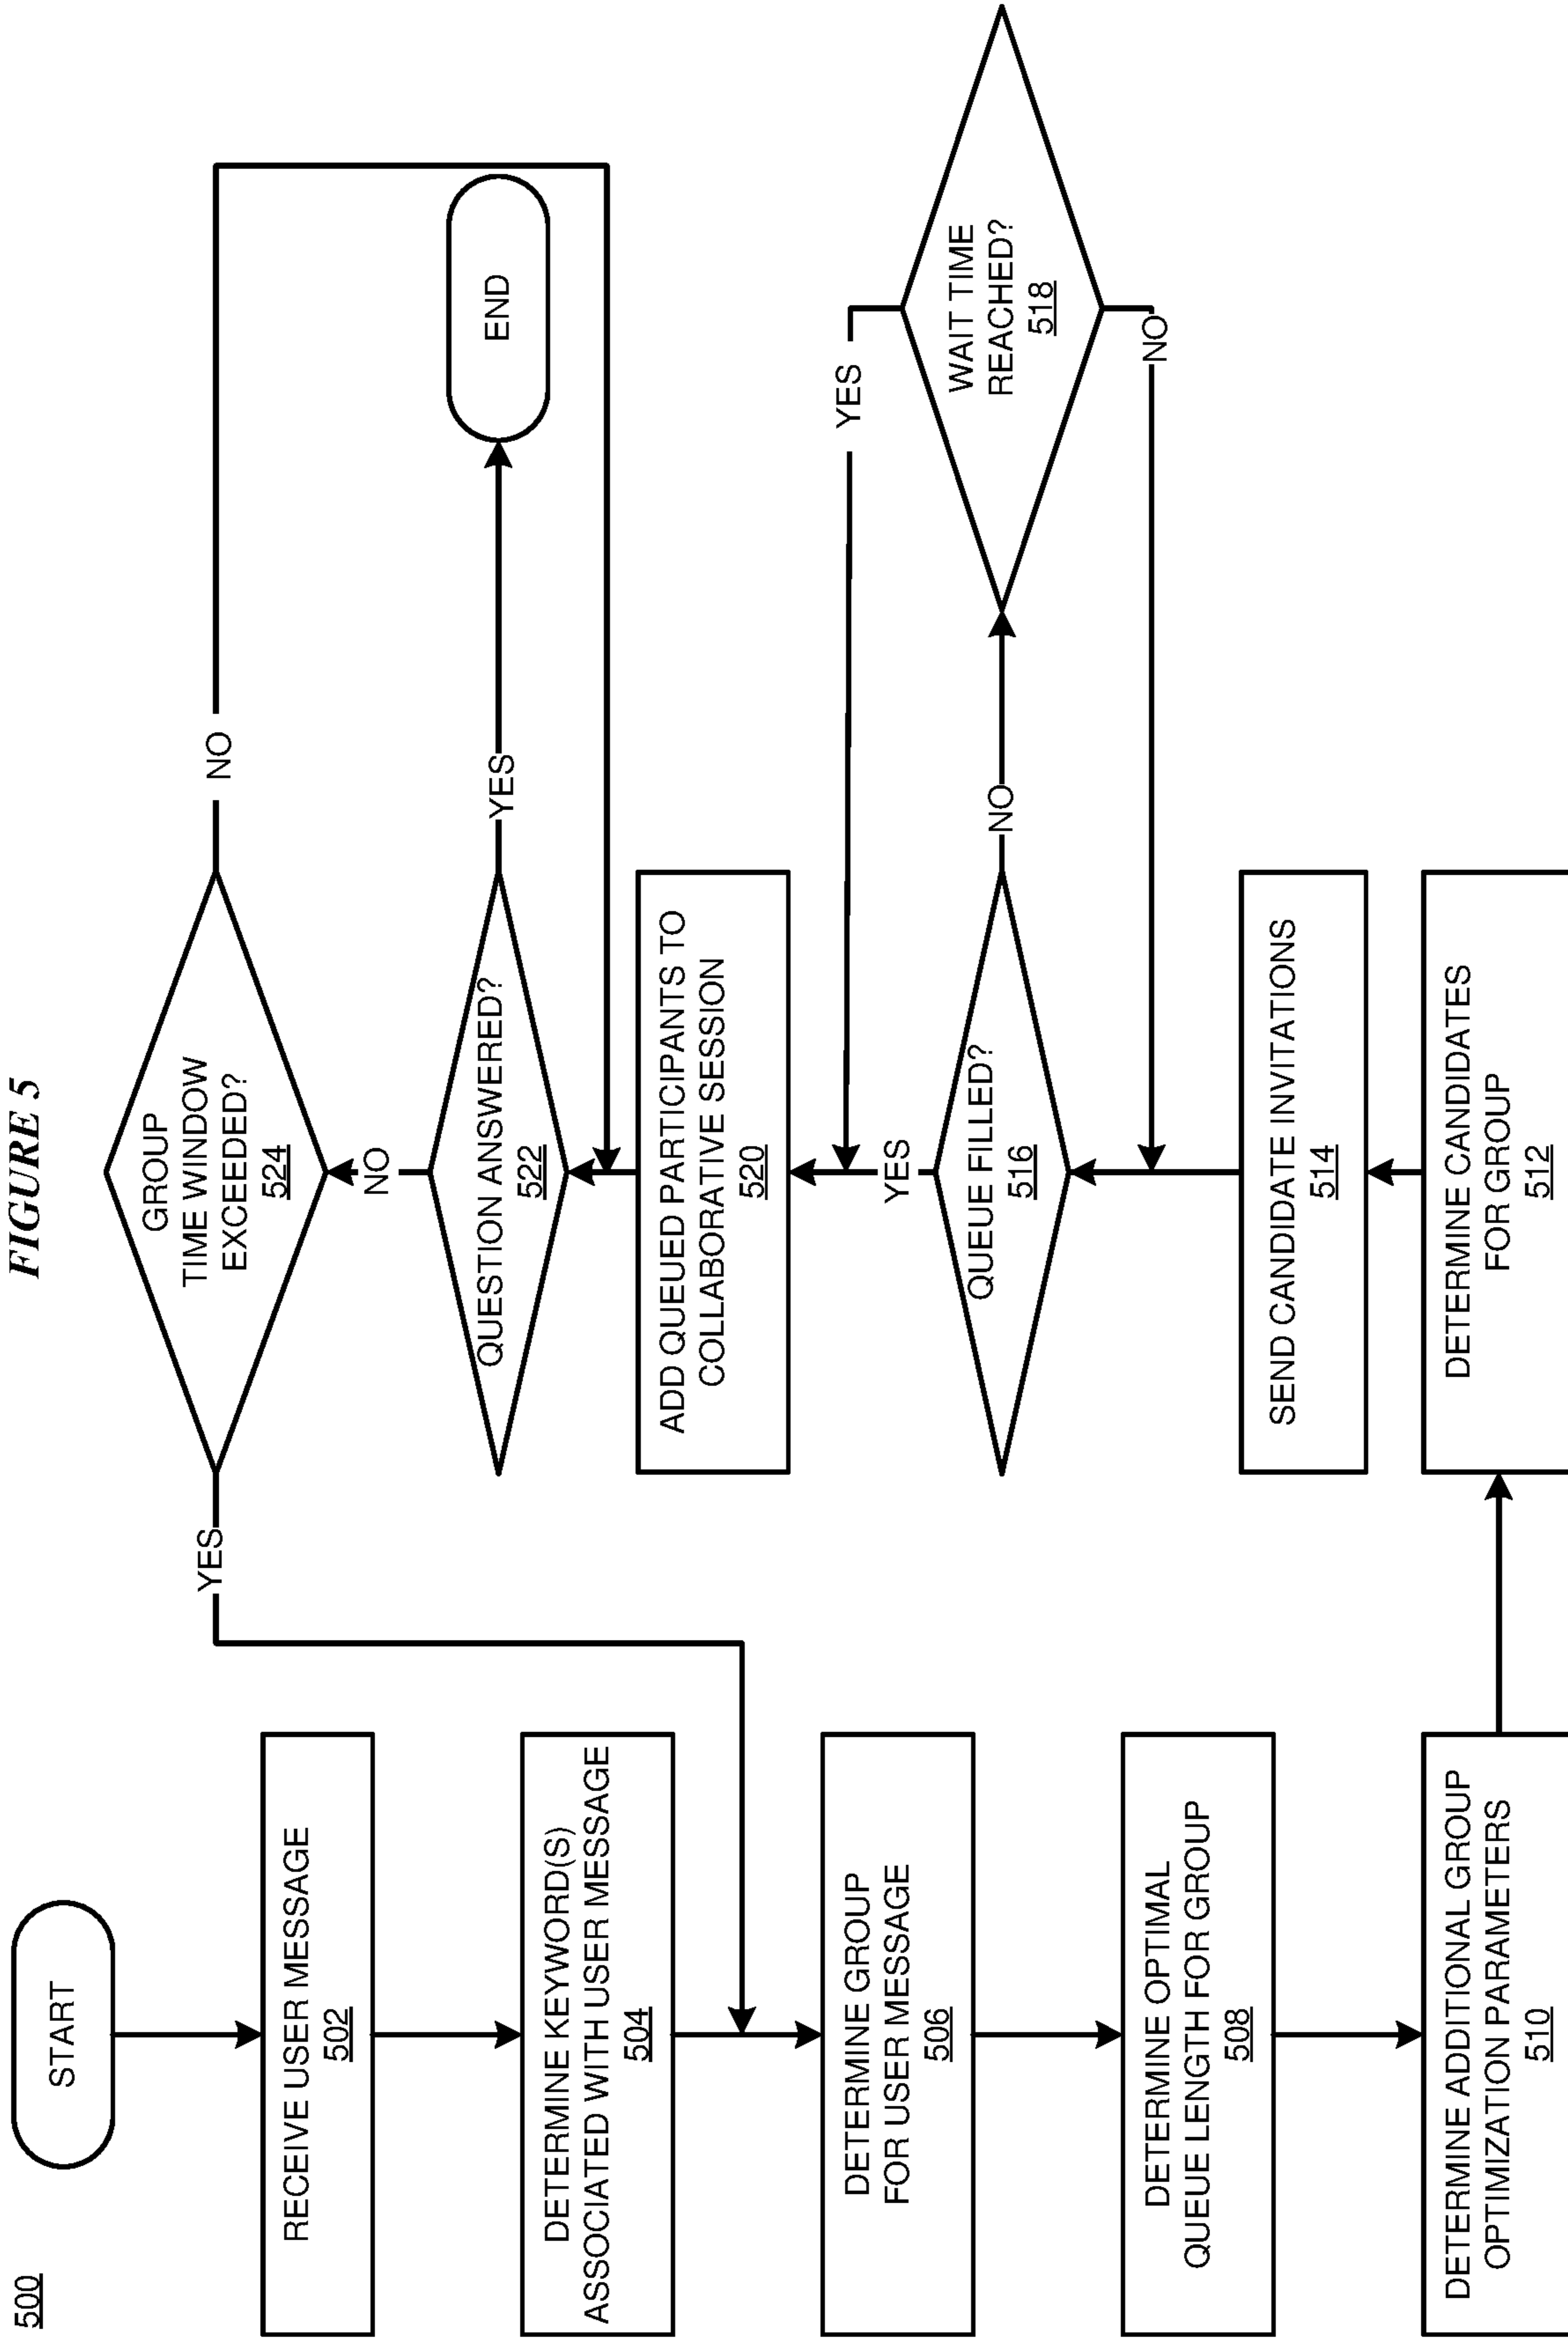 500
FIGURE 5
START
RECEIVE USER MESSAGE
502
DETERMINE KEYWORD(S)
ASSOCIATED WITH USER MESSAGE
504
DETERMINE GROUP
FOR USER MESSAGE
506
DETERMINE OPTIMAL
QUEUE LENGTH FOR GROUP
508
DETERMINE ADDITIONAL GROUP
OPTIMIZATION PARAMETERS
510
DETERMINE CANDIDATES
FOR GROUP
512
SEND CANDIDATE INVITATIONS
514
QUEUE FILLED?
516
NO
WAIT TIME
REACHED?
518
NO
YES
YES
ADD QUEUED PARTICIPANTS TO
COLLABORATIVE SESSION
520
QUESTION ANSWERED?
522
YES
END
NO
GROUP
TIME WINDOW
EXCEEDED?
524
NO
YES